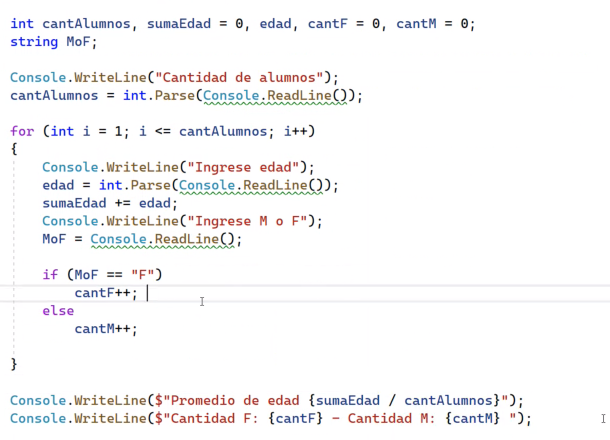 int cantAlumnos, sumaEdad = 0, edad, cantF = 0, cantM = 0;
string MoF;
Console.WriteLine("Cantidad de alumnos");
cantAlumnos = int.Parse(Console.ReadLine());
for (int i = 1; i <= cantAlumnos; i++)
{
Console.WriteLine("Ingrese edad");
edad = int.Parse(Console.ReadLine());
sumaEdad += edad;
Console.WriteLine("Ingrese M o F");
MoF = Console.ReadLine();
if (MoF == "F")
cantF++;
else
cantM++;
}
Console.WriteLine($"Promedio de edad {sumaEdad / cantAlumnos}");
Console.WriteLine($"Cantidad F: {cantF} - Cantidad M: {cantM} ");